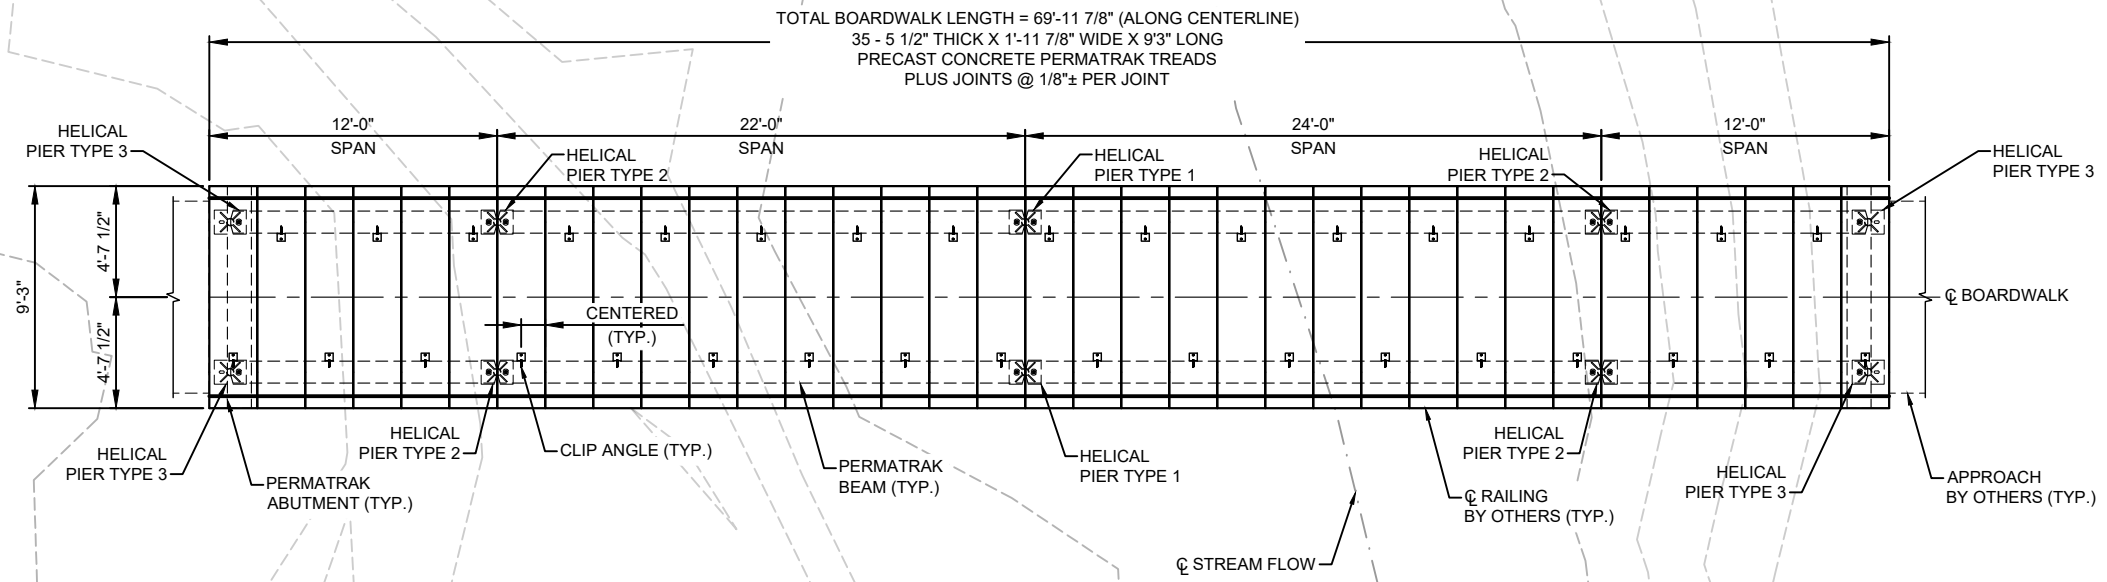 TOTAL BOARDWALK LENGTH = 69'-11 7/8" (ALONG CENTERLINE)
35 - 5 1/2" THICK X 1'-11 7/8" WIDE X 9'3" LONG
PRECAST CONCRETE PERMATRAK TREADS
PLUS JOINTS @ 1/8"± PER JOINT
12'-0"
SPAN
22'-0"
SPAN
24'-0"
SPAN
12'-0"
SPAN
HELICAL
PIER TYPE 3
HELICAL
PIER TYPE 2
HELICAL
PIER TYPE 1
HELICAL
PIER TYPE 2
HELICAL
PIER TYPE 3
9'-3"
4'-7 1/2"
4'-7 1/2"
CENTERED
(TYP.)
℄ BOARDWALK
HELICAL
PIER TYPE 3
PERMATRAK
ABUTMENT (TYP.)
HELICAL
PIER TYPE 2
CLIP ANGLE (TYP.)
PERMATRAK
BEAM (TYP.)
HELICAL
PIER TYPE 1
HELICAL
PIER TYPE 2
℄ RAILING
BY OTHERS (TYP.)
HELICAL
PIER TYPE 3
APPROACH
BY OTHERS (TYP.)
℄ STREAM FLOW